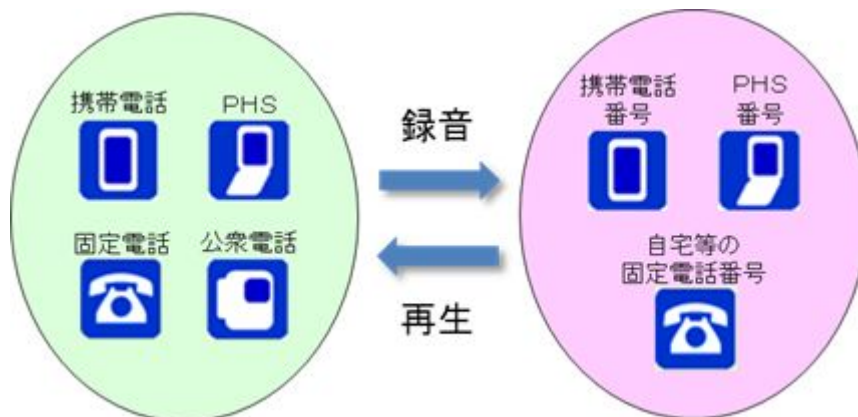 携帯電話
PHS
固定電話
公衆電話
録音
再生
携帯電話
番号
PHS
番号
自宅等の
固定電話番号